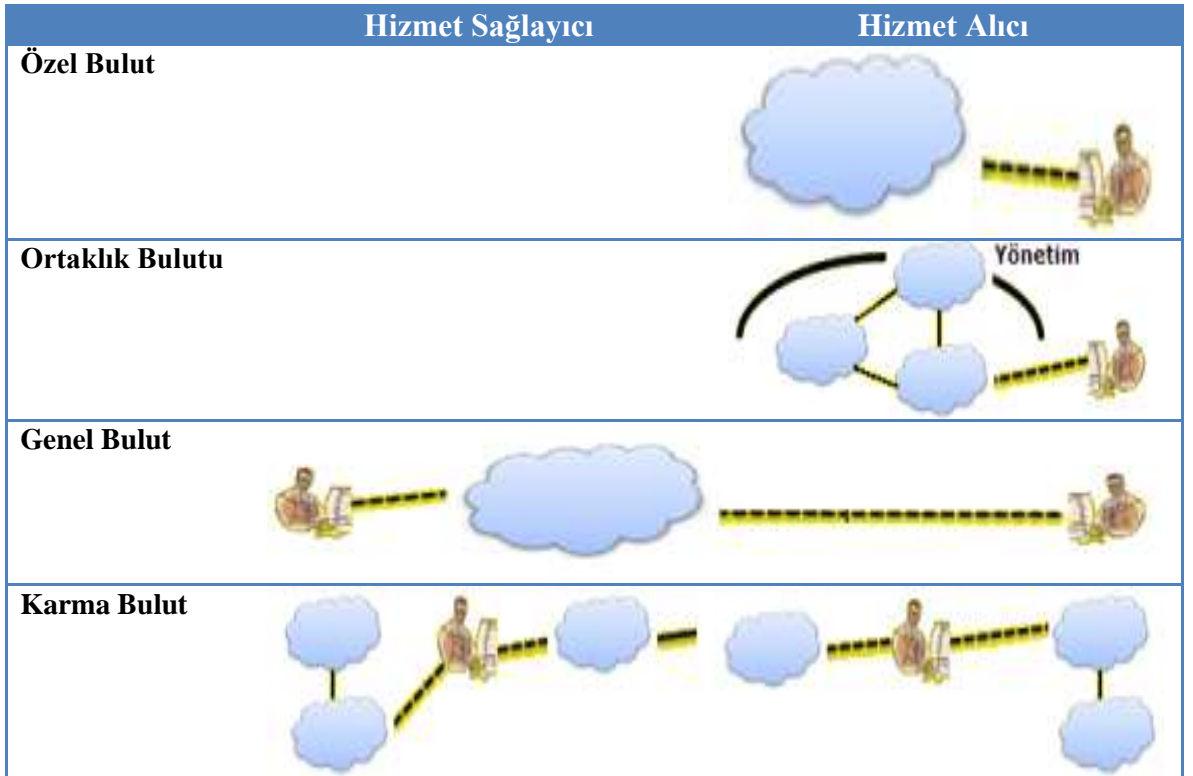 Hizmet Sağlayıcı Hizmet Alıcı
Özel Bulut
Ortaklık Bulutu
Yönetim
Genel Bulut
Karma Bulut